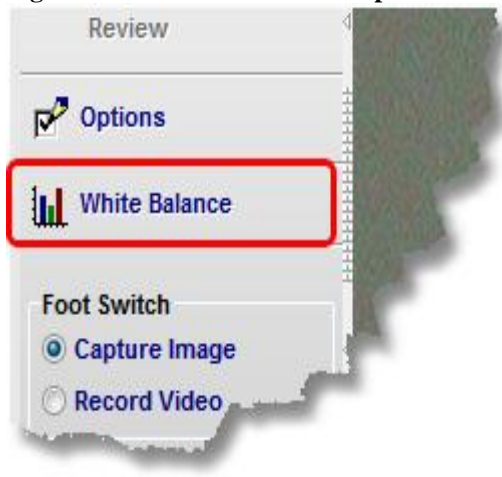 Review
Options
White Balance
Foot Switch
Capture Image
Record Video